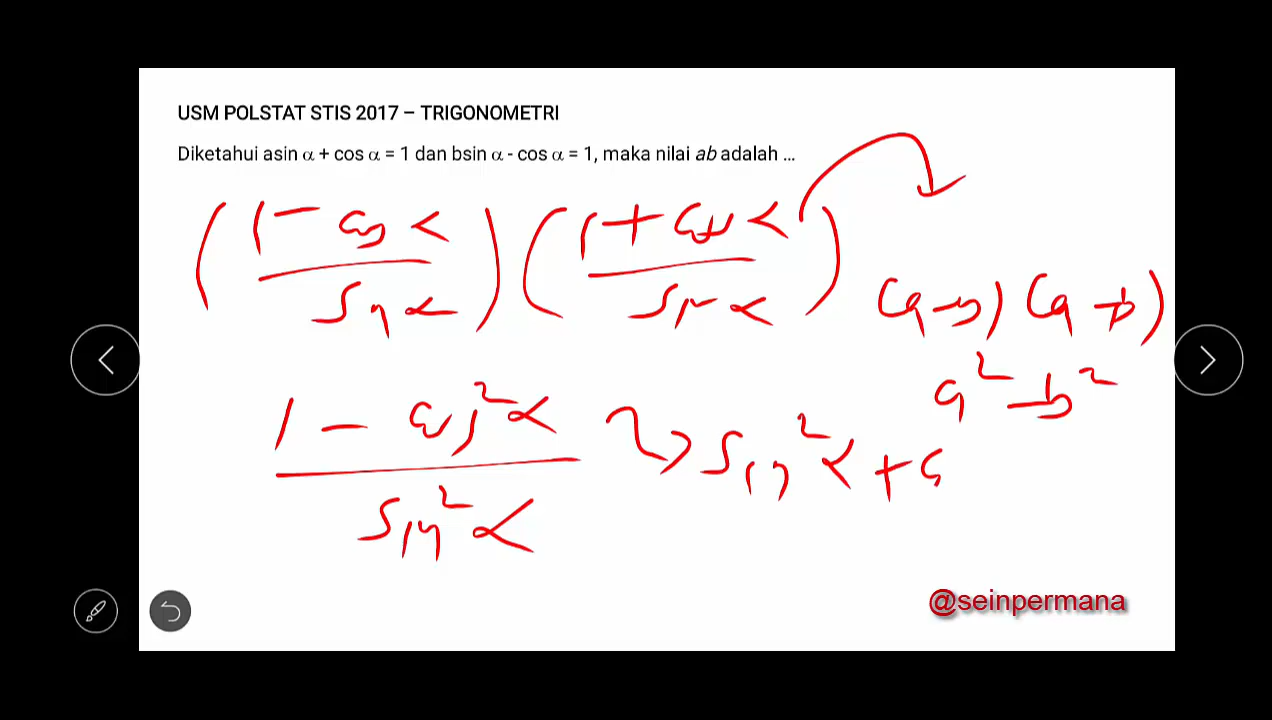 USM POLSTAT STIS 2017 – TRIGONOMETRI
Diketahui asin α + cos α = 1 dan bsin α - cos α = 1, maka nilai ab adalah ...
(1 - cos α / sin α) (1 + cos α / sin α)
(a-b) (a+b)
a² - b²
1 - cos² α / sin² α → sin² α + c
@seinpermana